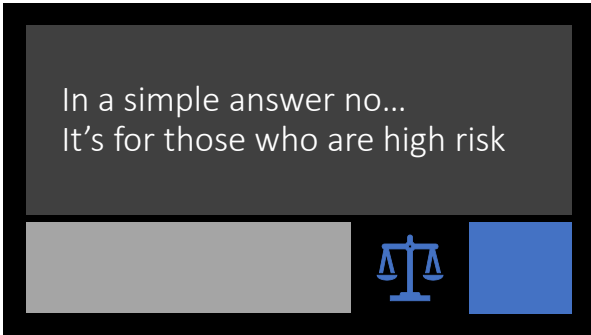 In a simple answer no…
It’s for those who are high risk